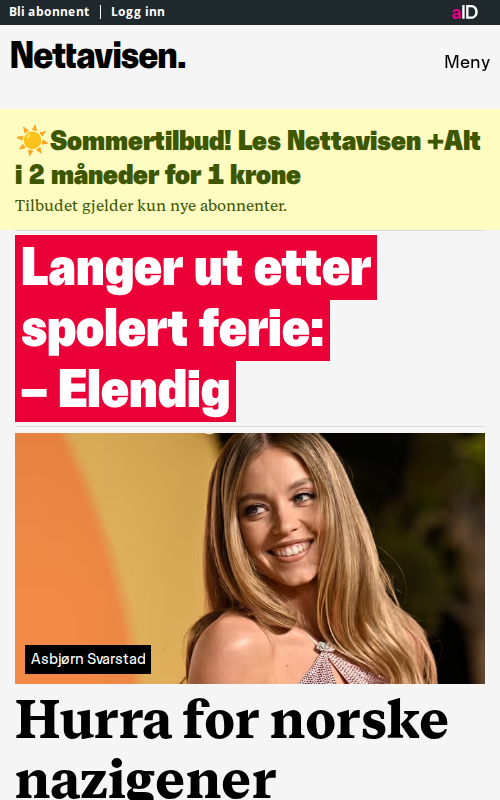 Bli abonnent
Logg inn
aID
Nettavisen.
Meny
Sommertilbud! Les Nettavisen +Alt
i 2 måneder for 1 krone
Tilbudet gjelder kun nye abonnenter.
Langer ut etter
spolert ferie:
– Elendig
Asbjørn Svarstad
Hurra for norske
nazigener